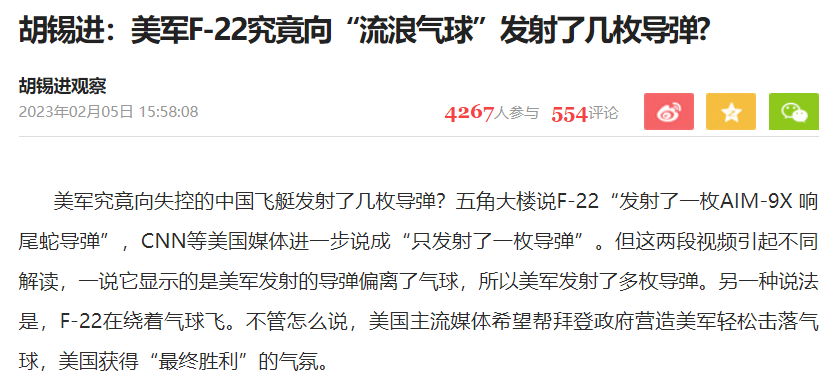 胡锡进：美军F-22究竟向“流浪气球”发射了几枚导弹?
胡锡进观察
2023年02月05日 15:58:08
4267人参与 554评论
美军究竟向失控的中国飞艇发射了几枚导弹？五角大楼说F-22“发射了一枚AIM-9X 响
尾蛇导弹”，CNN等美国媒体进一步说成“只发射了一枚导弹”。但这两段视频引起不同
解读，一说它显示的是美军发射的导弹偏离了气球，所以美军发射了多枚导弹。另一种说法
是，F-22在绕着气球飞。不管怎么说，美国主流媒体希望帮拜登政府营造美军轻松击落气
球，美国获得“最终胜利”的气氛。